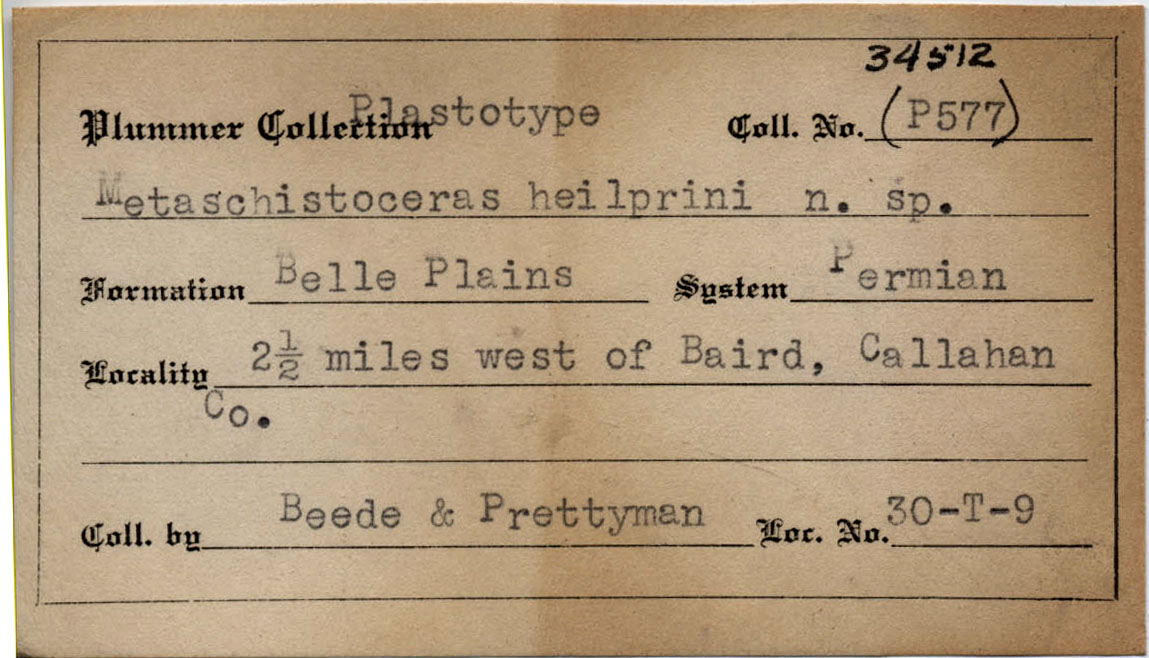 34512
Plummer Collection Plastotype Coll. No. (P577)
Metaschistoceras heilprini n. sp.
Formation Belle Plains System Permian
Locality 2½ miles west of Baird, Callahan
Co.
Coll. by Beede & Prettyman Loc. No. 30-T-9